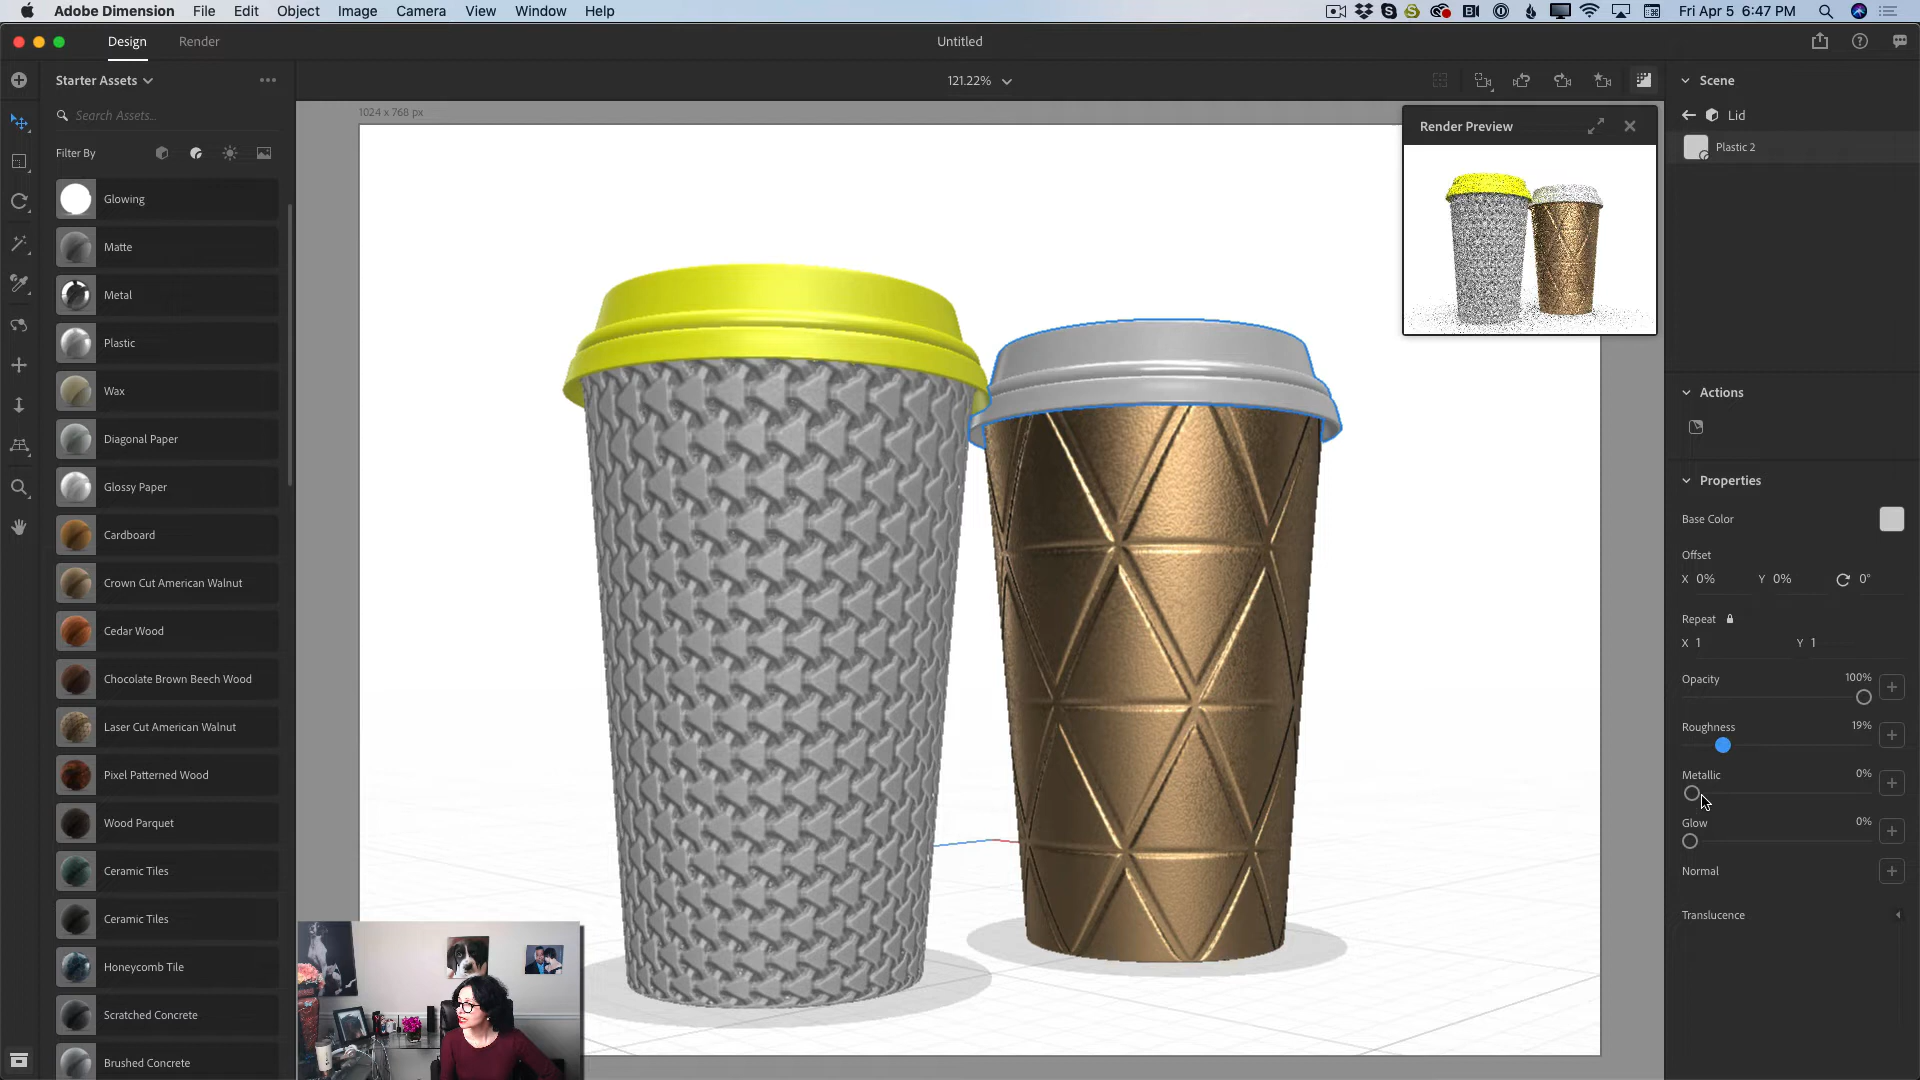 Adobe Dimension File Edit Object Image Camera View Window Help
Fri Apr 5 6:47 PM
Design Render
Untitled
Starter Assets
121.22%
Scene
Search Assets...
1024 x 768 px
Lid
Render Preview
Plastic 2
Filter By
Glowing
Matte
Metal
Plastic
Wax
Diagonal Paper
Glossy Paper
Cardboard
Crown Cut American Walnut
Cedar Wood
Chocolate Brown Beech Wood
Laser Cut American Walnut
Pixel Patterned Wood
Wood Parquet
Ceramic Tiles
Ceramic Tiles
Honeycomb Tile
Scratched Concrete
Brushed Concrete
Actions
Properties
Base Color
Offset
X 0% Y 0% 0°
Repeat
X 1 Y 1
Opacity 100%
Roughness 19%
Metallic 0%
Glow 0%
Normal
Translucence